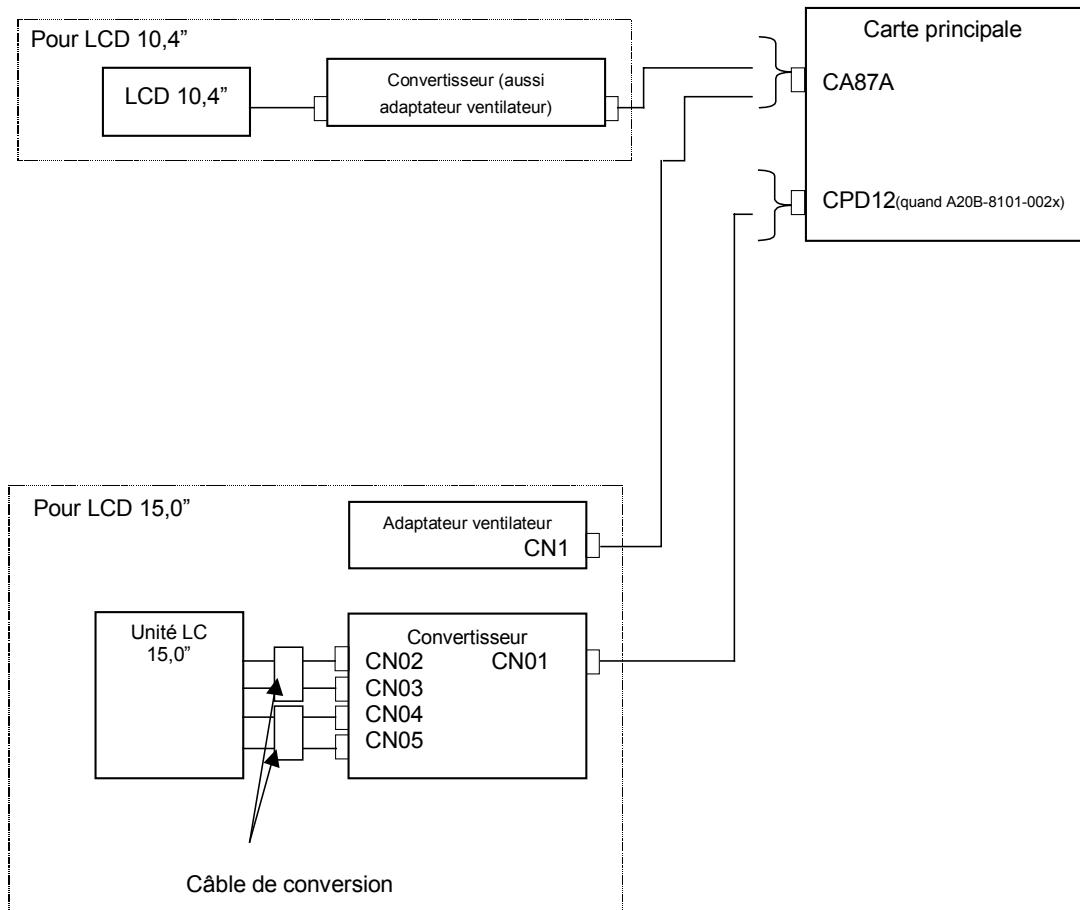 Pour LCD 10,4”
LCD 10,4”
Convertisseur (aussi
adaptateur ventilateur)
Carte principale
CA87A
CPD12(quand A20B-8101-002x)
Pour LCD 15,0”
Adaptateur ventilateur
CN1
Unité LC
15,0”
Convertisseur
CN02 CN01
CN03
CN04
CN05
Câble de conversion